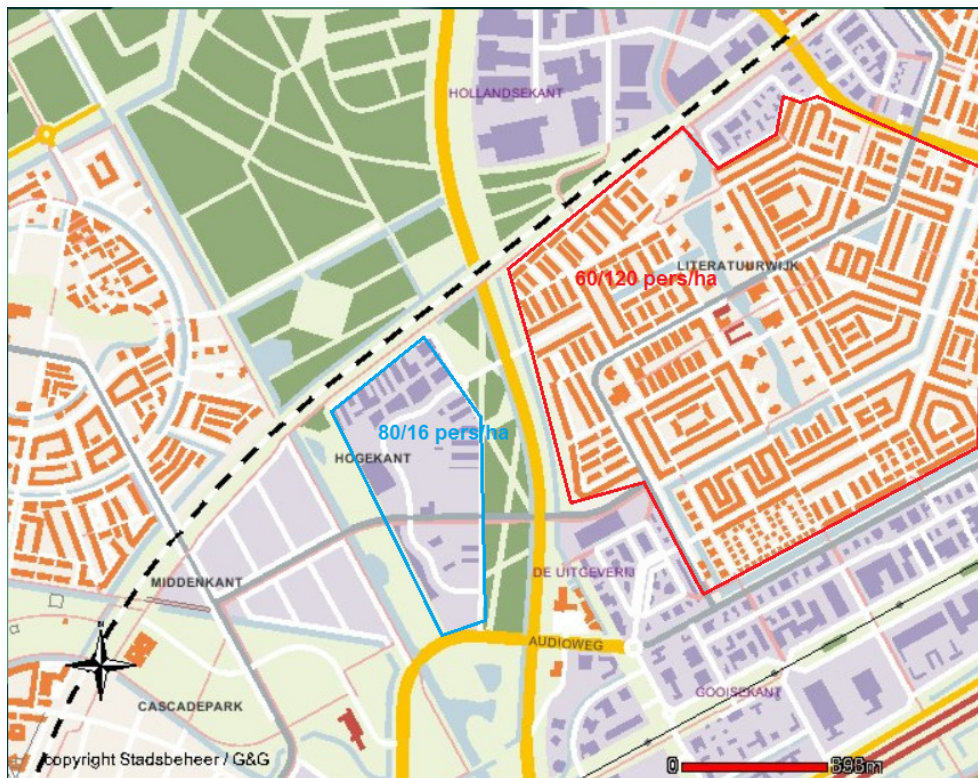 HOLLANDSEKANT
LITERATUURWIJK
60/120 pers/ha
80/16 pers/ha
HOGEKANT
DE UITGEVERIJ
MIDDENKANT
AUDIOWEG
GOOISEKANT
CASCADEPARK
copyright Stadsbeheer / G&G
0